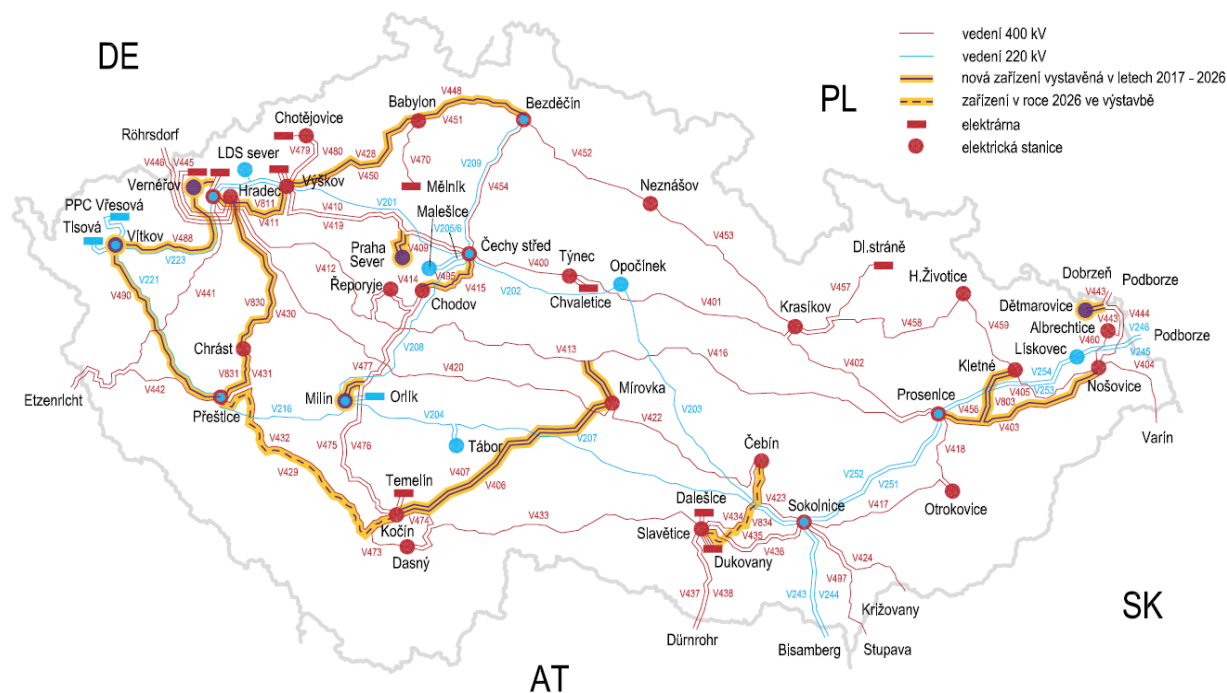 DE
PL
SK
AT
vedení 400 kV
vedení 220 kV
nová zařízení vystavěná v letech 2017 - 2026
zařízení v roce 2026 ve výstavbě
elektrárna
elektrická stanice
Röhrsdorf
V446
V445
LDS sever
Chotějovice
V479
V480
V428
V450
Babylon
V448
V451
Bezděčín
V470
Mělník
V209
V454
V452
Neznášov
V453
Vernéřov
Hradec
Výškov
V811
V411
V410
V419
V201
Malešice
V205/6
PPC Vřesová
Tlsová
Vítkov
V488
V223
V221
V490
V441
V830
V430
V412
Praha
Sever
V409
Čechy střed
V495
V415
V414
Řeporyje
Chodov
V400
Týnec
Chvaletice
Opočínek
V202
V401
Krasíkov
V457
Dl.stráně
H.Životice
V458
V459
V402
Dobrzeň
Podborze
V443
Dětmarovice
V444
V443
Albrechtice
V460
V246
Podborze
V245
Lískovec
V404
V254
V253
Kletné
V405
Nošovice
V803
V456
V403
Prosenice
Varín
V418
Otrokovice
V417
V252
V251
V208
V413
V416
V477
V420
Chrást
V831
V431
Přeštice
Etzenrlcht
V442
V216
Milín
Orlík
V204
Tábor
V207
Mírovka
V422
V203
V432
V429
V475
V476
V407
V406
Temelín
V474
Kočín
V473
Dasný
V433
Čebín
V423
Dalešice
V434
V834
V435
V436
Slavětice
Dukovany
Sokolnice
V437
V438
Dürnrohr
V243
V244
Bisamberg
V497
V424
Križovany
Stupava